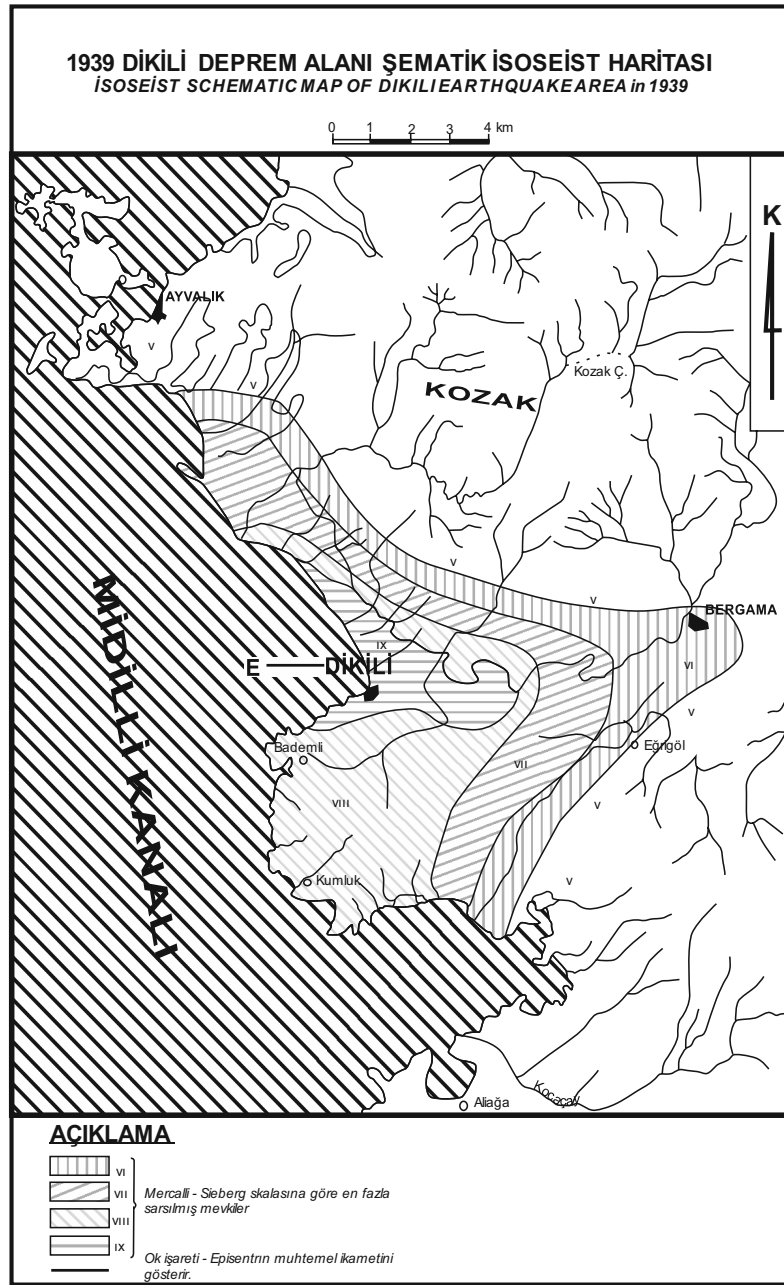 1939 DİKİLİ DEPREM ALANI ŞEMATİK İSOSEİST HARİTASI
İSOSEİST SCHEMATIC MAP OF DIKILI EARTHQUAKE AREA in 1939
0 1 2 3 4 km
K
AYVALIK
V
V
Kozak Ç.
KOZAK
V
V
BERGAMA
MİDİLLİ KANALI
IX
E DİKİLİ
VI
V
Bademli
Eğrigöl
VII
VIII
V
Kumluk
V
Kocaçay
Aliağa
AÇIKLAMA
VI
VII
VIII
IX
Mercalli - Sieberg skalasına göre en fazla
sarsılmış mevkiler
Ok işareti - Episentrın muhtemel ikametini
gösterir.